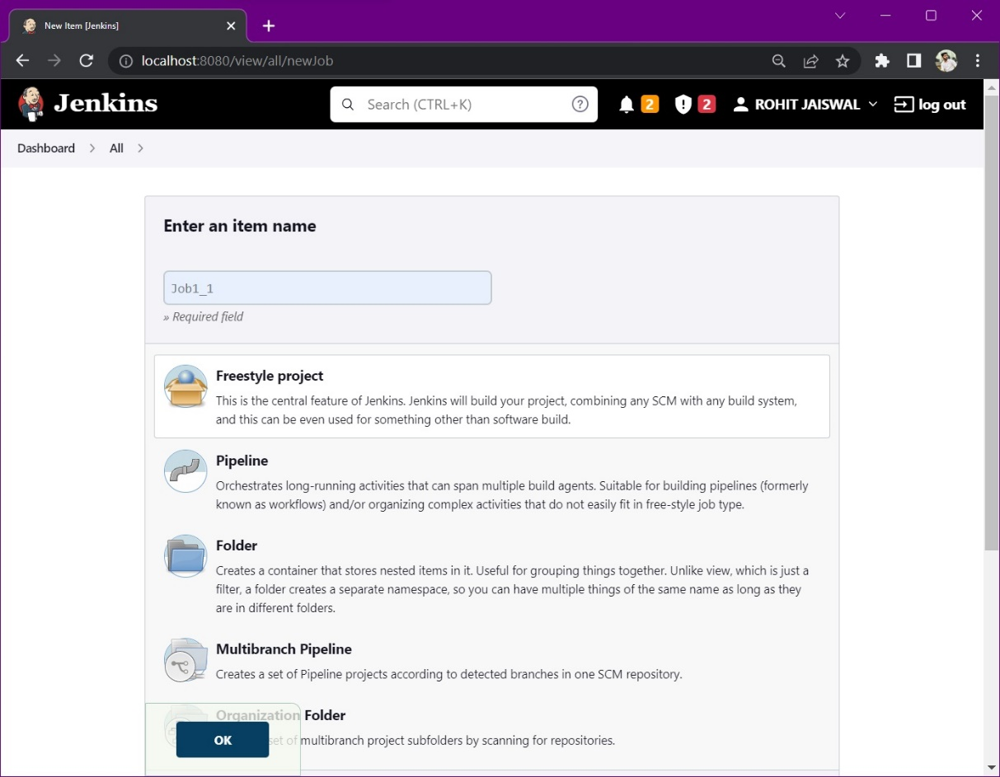 New Item [Jenkins]
localhost:8080/view/all/newJob
Jenkins
Search (CTRL+K)
2
2
ROHIT JAISWAL
log out
Dashboard
All
Enter an item name
Job1_1
» Required field
Freestyle project
This is the central feature of Jenkins. Jenkins will build your project, combining any SCM with any build system,
and this can be even used for something other than software build.
Pipeline
Orchestrates long-running activities that can span multiple build agents. Suitable for building pipelines (formerly
known as workflows) and/or organizing complex activities that do not easily fit in free-style job type.
Folder
Creates a container that stores nested items in it. Useful for grouping things together. Unlike view, which is just a
filter, a folder creates a separate namespace, so you can have multiple things of the same name as long as they
are in different folders.
Multibranch Pipeline
Creates a set of Pipeline projects according to detected branches in one SCM repository.
Organization Folder
OK
set of multibranch project subfolders by scanning for repositories.